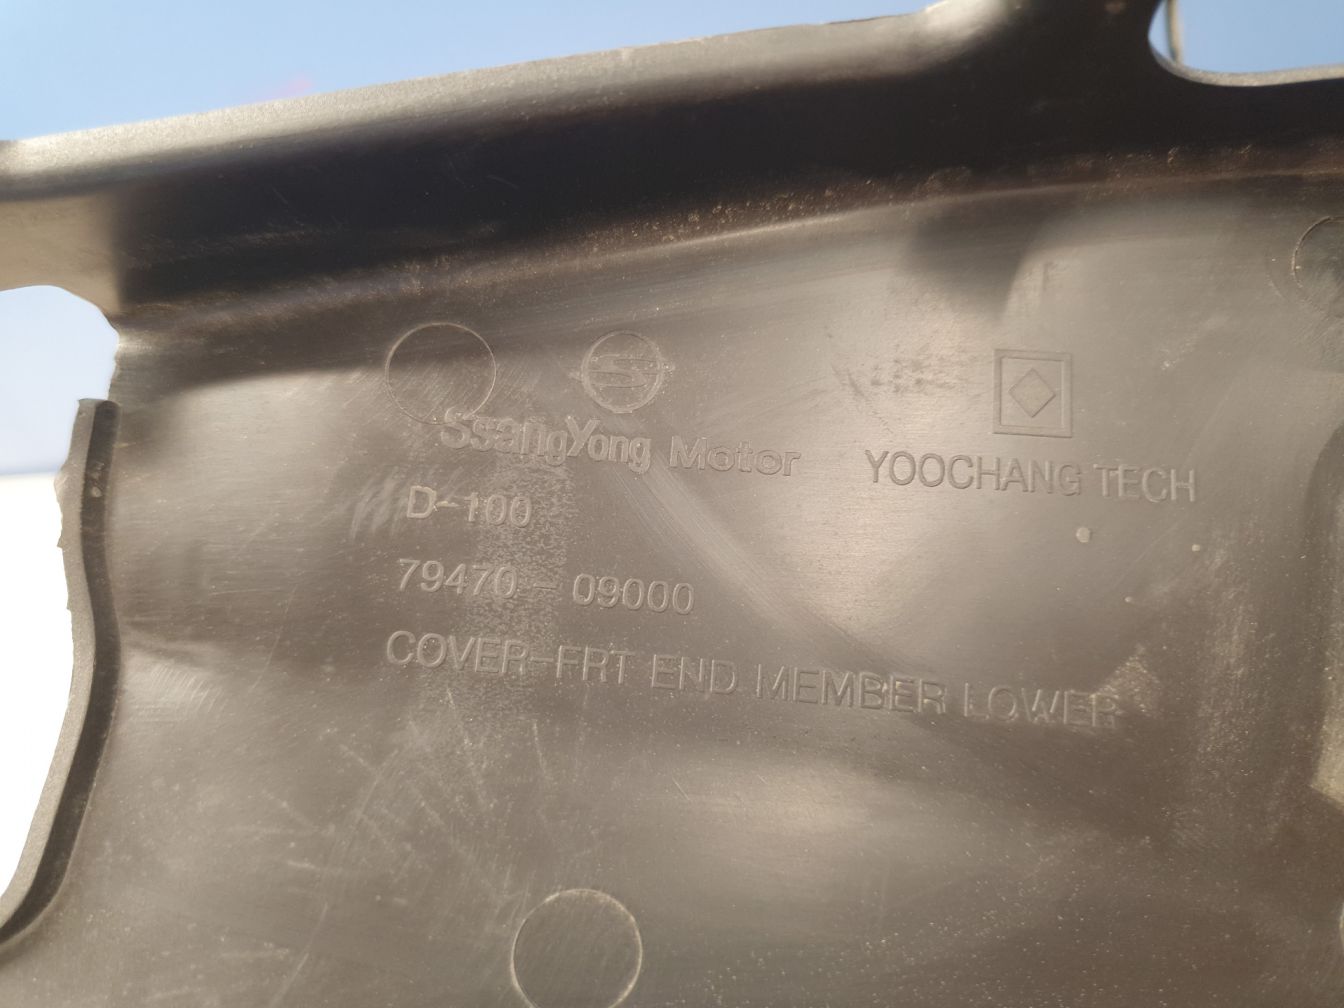 SsangYong Motor
YOOCHANG TECH
D-100
79470-09000
COVER-FRT END MEMBER LOWER